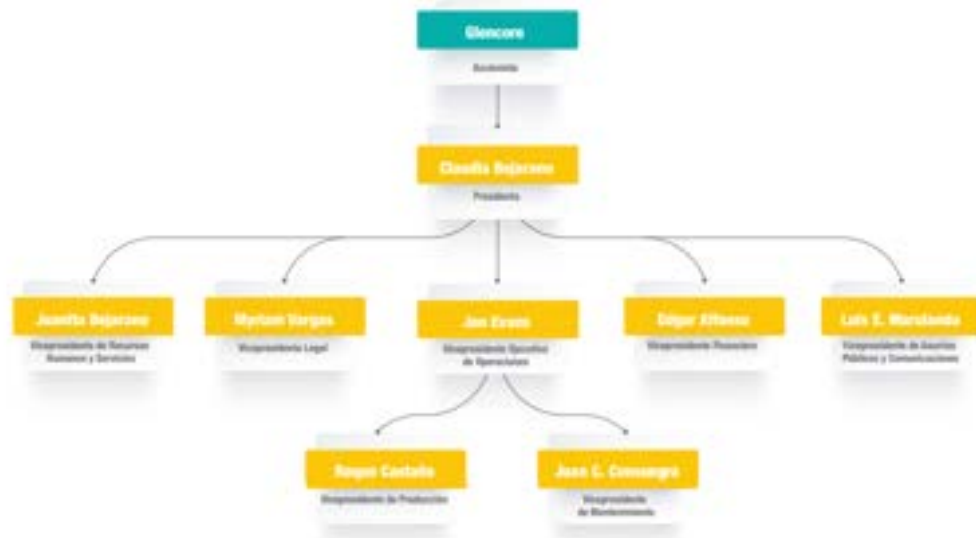 Glencore
Accionista
Claudia Bejarano
Presidente
Juanita Bejarano
Vicepresidente de Recursos
Humanos y Servicios
Myriam Vargas
Vicepresidente Legal
Jon Evans
Vicepresidente Ejecutivo
de Operaciones
Edgar
Vicepresidente Financiero
Luis E. Marulanda
Vicepresidente de Asuntos
Públicos y Comunicaciones
Roque Castaño
Vicepresidente de Producción
C. Consuegra
Vicepresidente
de Mantenimiento